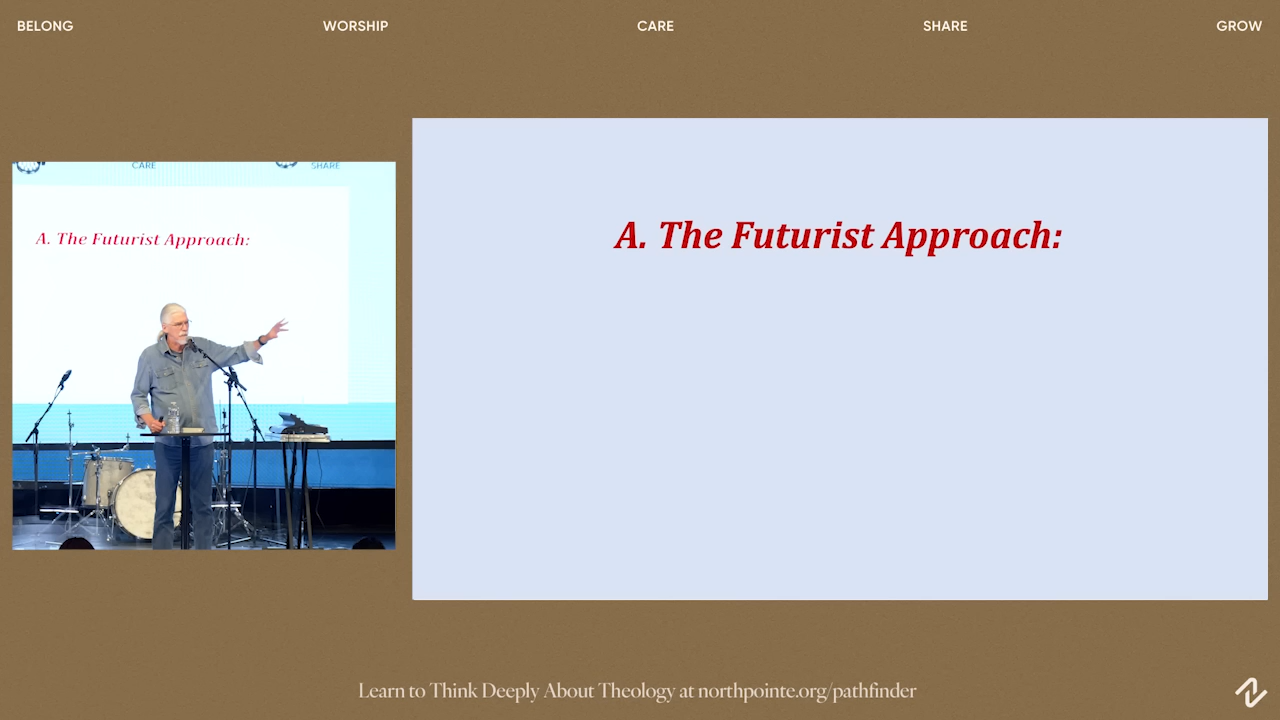 BELONG WORSHIP CARE SHARE GROW
CARE SHARE
A. The Futurist Approach:
A. The Futurist Approach:
Learn to Think Deeply About Theology at northpointe.org/pathfinder